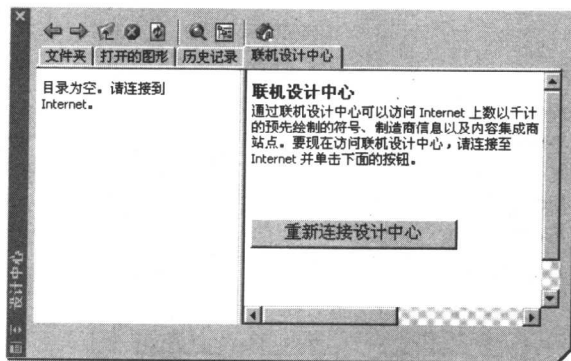 文件夹 打开的图形 历史记录 联机设计中心
目录为空。请连接到
Internet。
联机设计中心
通过联机设计中心可以访问 Internet 上数以千计
的预先绘制的符号、制造商信息以及内容集成商
站点。要现在访问联机设计中心，请连接至
Internet 并单击下面的按钮。
重新连接设计中心
设计中心